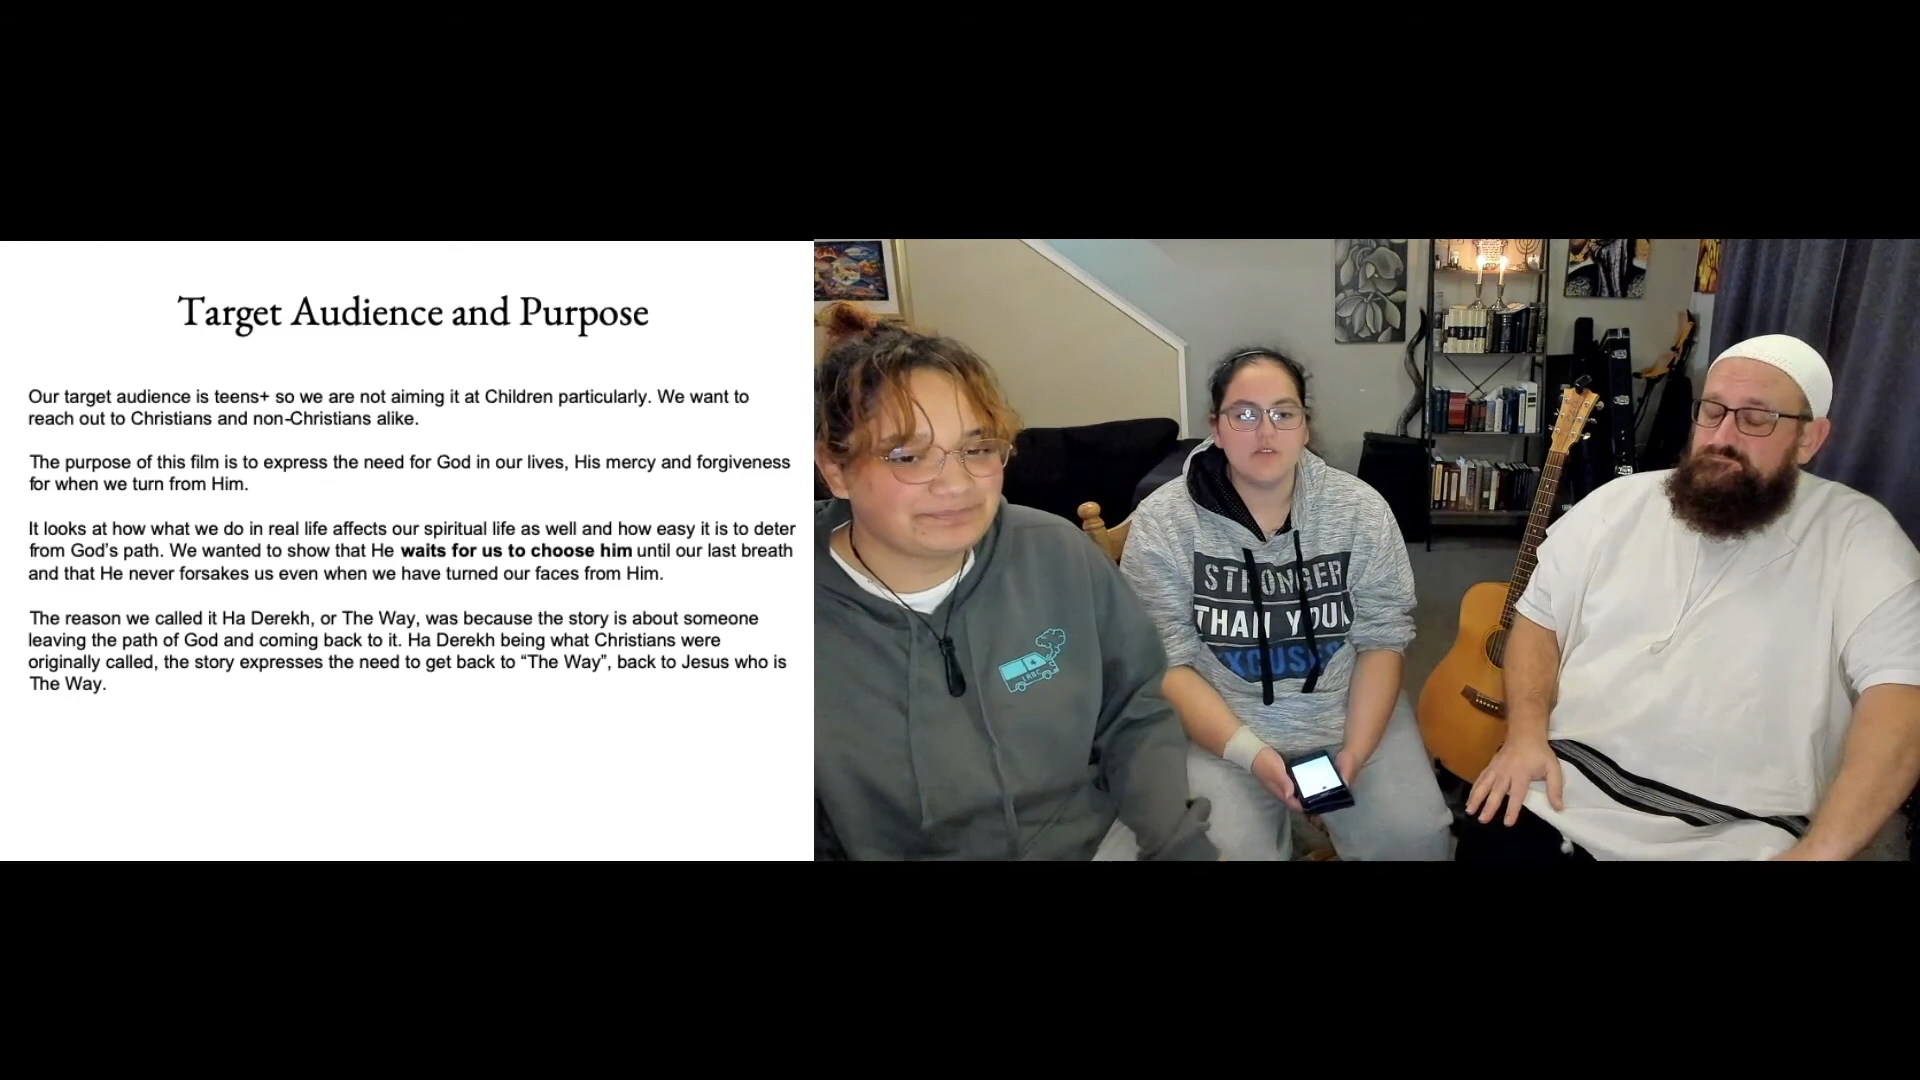 Target Audience and Purpose
Our target audience is teens+ so we are not aiming it at Children particularly. We want to
reach out to Christians and non-Christians alike.
The purpose of this film is to express the need for God in our lives, His mercy and forgiveness
for when we turn from Him.
It looks at how what we do in real life affects our spiritual life as well and how easy it is to deter
from God's path. We wanted to show that He waits for us to choose him until our last breath
and that He never forsakes us even when we have turned our faces from Him.
The reason we called it Ha Derekh, or The Way, was because the story is about someone
leaving the path of God and coming back to it. Ha Derekh being what Christians were
originally called, the story expresses the need to get back to “The Way”, back to Jesus who is
The Way.
STRONGER
THAN YOUR
EXCUSES